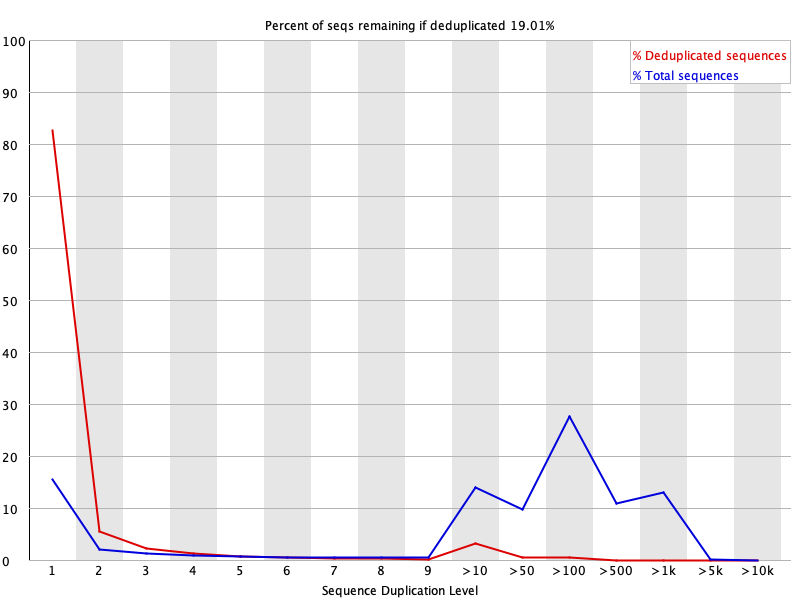 Percent of seqs remaining if deduplicated 19.01%
% Deduplicated sequences
% Total sequences
100
90
80
70
60
50
40
30
20
10
0
1 2 3 4 5 6 7 8 9 >10 >50 >100 >500 >1k >5k >10k
Sequence Duplication Level